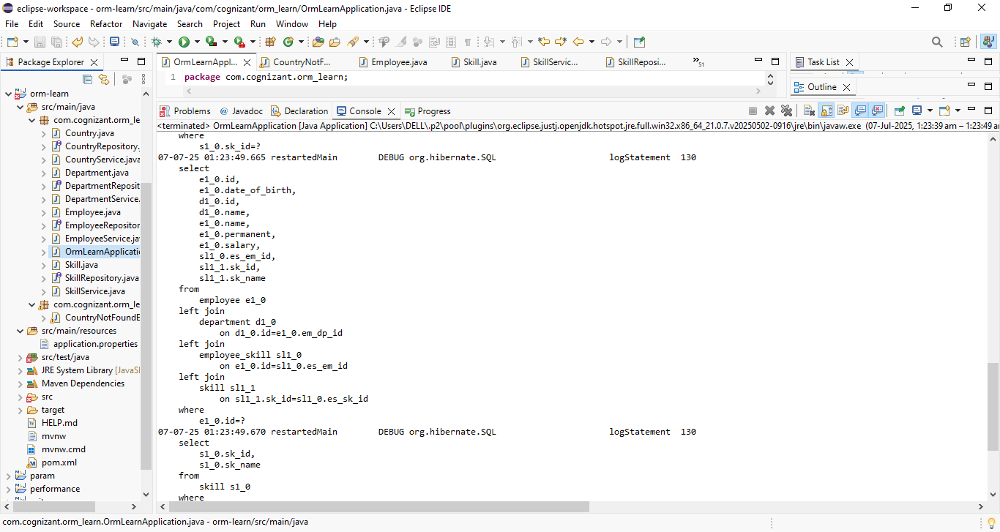 eclipse-workspace - orm-learn/src/main/java/com/cognizant/orm_learn/OrmLearnApplication.java - Eclipse IDE
File Edit Source Refactor Navigate Search Project Run Window Help
Package Explorer
orm-learn
src/main/java
com.cognizant.orm_le
Country.java
CountryRepository.
CountryService.java
Department.java
DepartmentReposit
DepartmentService.
Employee.java
EmployeeRepositor
EmployeeService.ja
OrmLearnApplicati
Skill.java
SkillRepository.java
SkillService.java
com.cognizant.orm_le
CountryNotFoundE
src/main/resources
application.properties
src/test/java
JRE System Library [JavaS
Maven Dependencies
src
target
HELP.md
mvnw
mvnw.cmd
pom.xml
param
performance
OrmLearnAppl... CountryNotF... Employee.java Skill.java SkillServic... SkillReposi... »51
1 package com.cognizant.orm_learn;
Problems @ Javadoc Declaration Console Progress
<terminated> OrmLearnApplication [Java Application] C:\Users\DELL\.p2\pool\plugins\org.eclipse.justj.openjdk.hotspot.jre.full.win32.x86_64_21.0.7.v20250502-0916\jre\bin\javaw.exe (07-Jul-2025, 1:23:39 am – 1:23:49 a
where
s1_0.sk_id=?
07-07-25 01:23:49.665 restartedMain DEBUG org.hibernate.SQL logStatement 130
select
e1_0.id,
e1_0.date_of_birth,
d1_0.id,
d1_0.name,
e1_0.name,
e1_0.permanent,
e1_0.salary,
sl1_0.es_em_id,
sl1_1.sk_id,
sl1_1.sk_name
from
employee e1_0
left join
department d1_0
on d1_0.id=e1_0.em_dp_id
left join
employee_skill sl1_0
on e1_0.id=sl1_0.es_em_id
left join
skill sl1_1
on sl1_1.sk_id=sl1_0.es_sk_id
where
e1_0.id=?
07-07-25 01:23:49.670 restartedMain DEBUG org.hibernate.SQL logStatement 130
select
s1_0.sk_id,
s1_0.sk_name
from
skill s1_0
where
Task List
Outline
com.cognizant.orm_learn.OrmLearnApplication.java - orm-learn/src/main/java